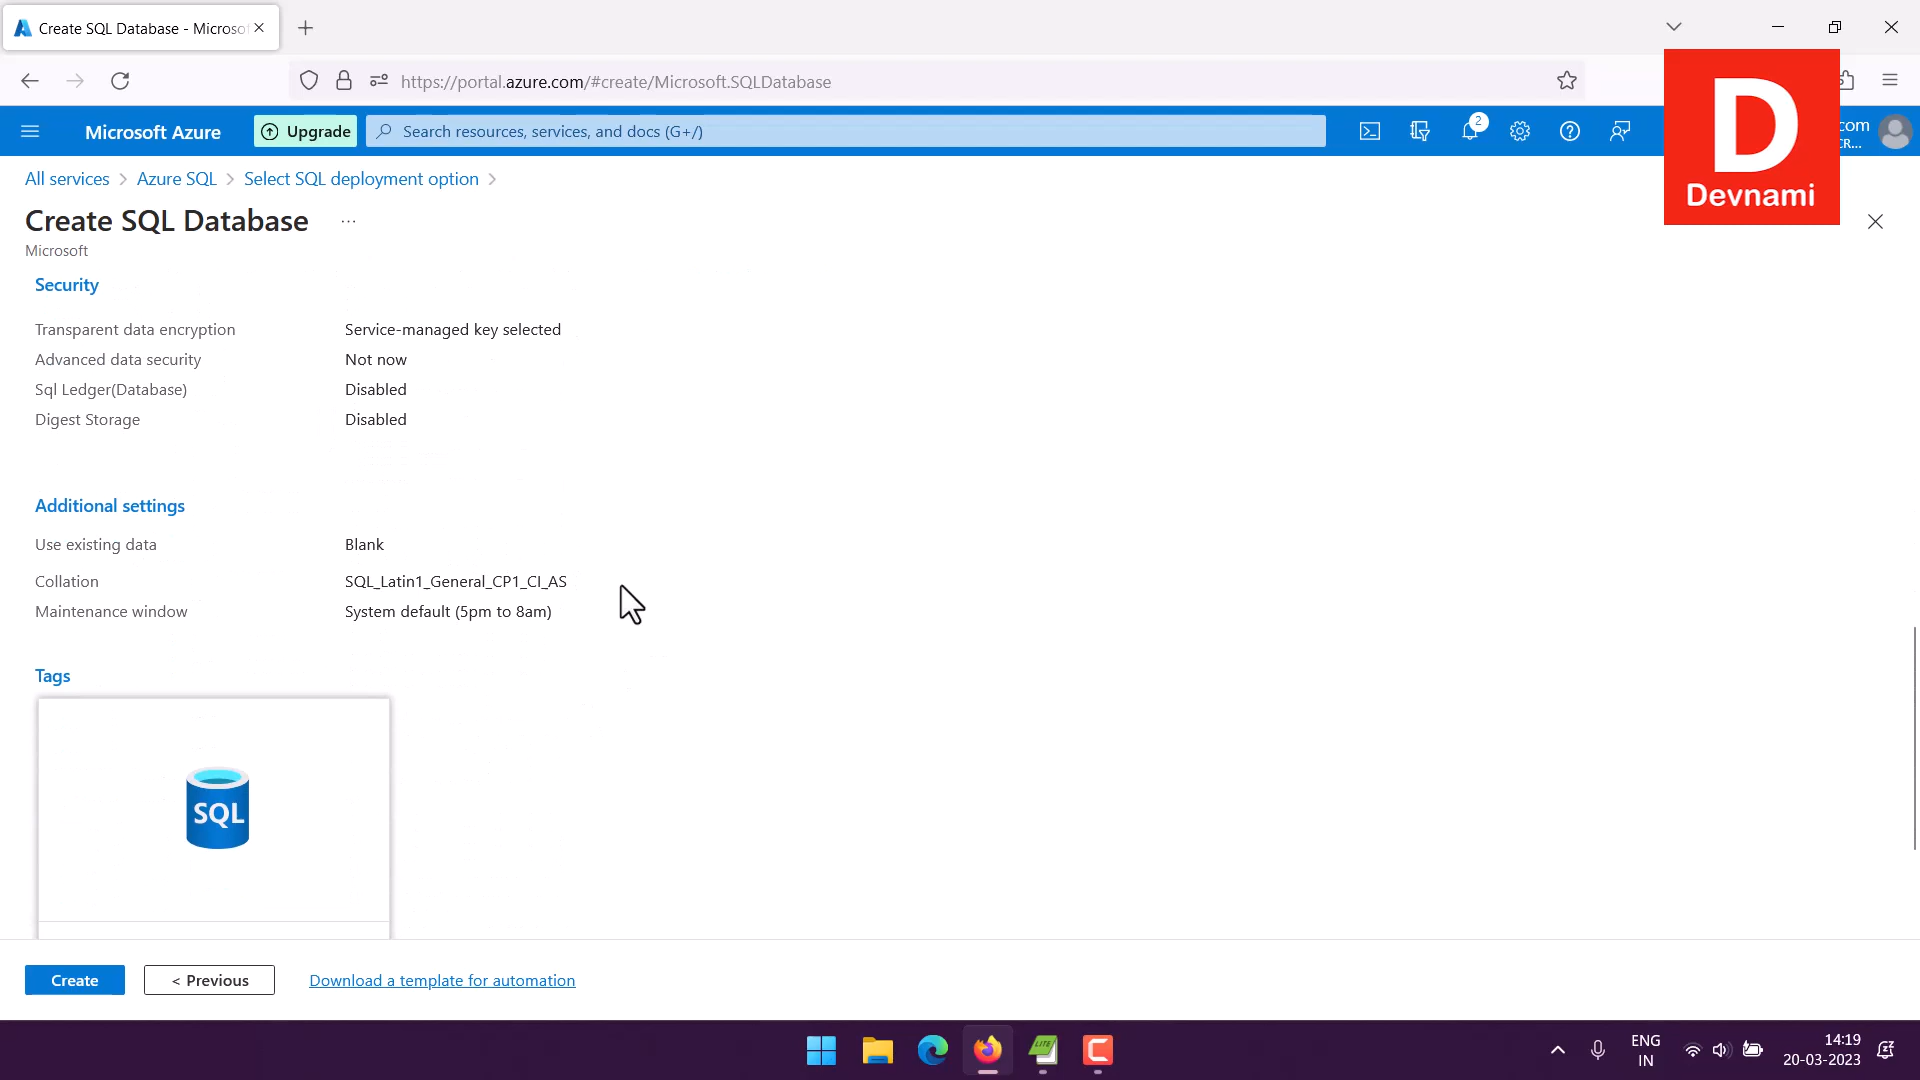 Create SQL Database - Microso
https://portal.azure.com/#create/Microsoft.SQLDatabase
Microsoft Azure
Upgrade
Search resources, services, and docs (G+/)
2
com
CR...
D
Devnami
All services > Azure SQL > Select SQL deployment option >
Create SQL Database ...
Microsoft
Security
Transparent data encryption Service-managed key selected
Advanced data security Not now
Sql Ledger(Database) Disabled
Digest Storage Disabled
Additional settings
Use existing data Blank
Collation SQL_Latin1_General_CP1_CI_AS
Maintenance window System default (5pm to 8am)
Tags
SQL
Create
< Previous
Download a template for automation
LITE
C
ENG
IN
14:19
20-03-2023